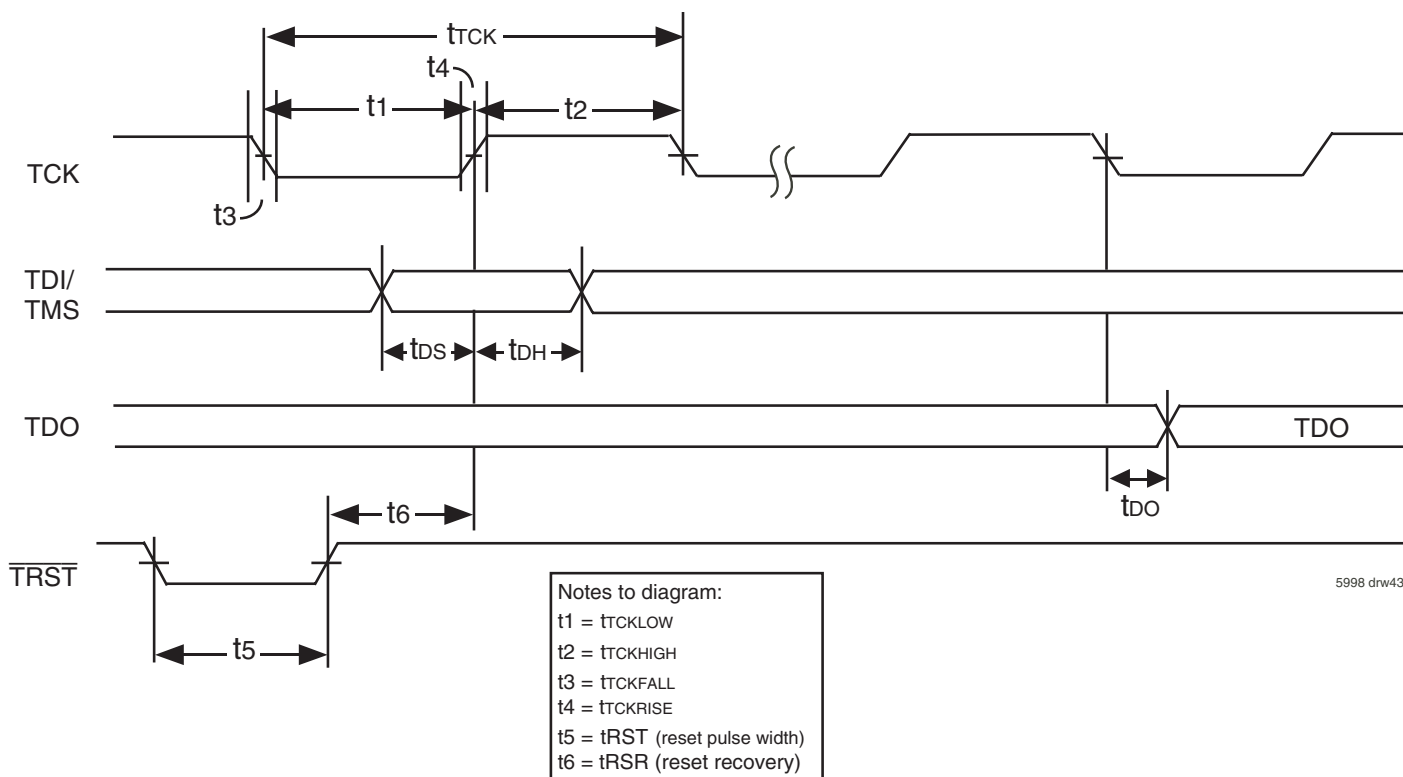 tTCK
t4
t1
t2
TCK
t3
TDI/
TMS
tDS
tDH
TDO
TDO
tDO
t6
TRST
5998 drw43
t5
Notes to diagram:
t1 = tTCKLOW
t2 = tTCKHIGH
t3 = tTCKFALL
t4 = tTCKRISE
t5 = tRST (reset pulse width)
t6 = tRSR (reset recovery)